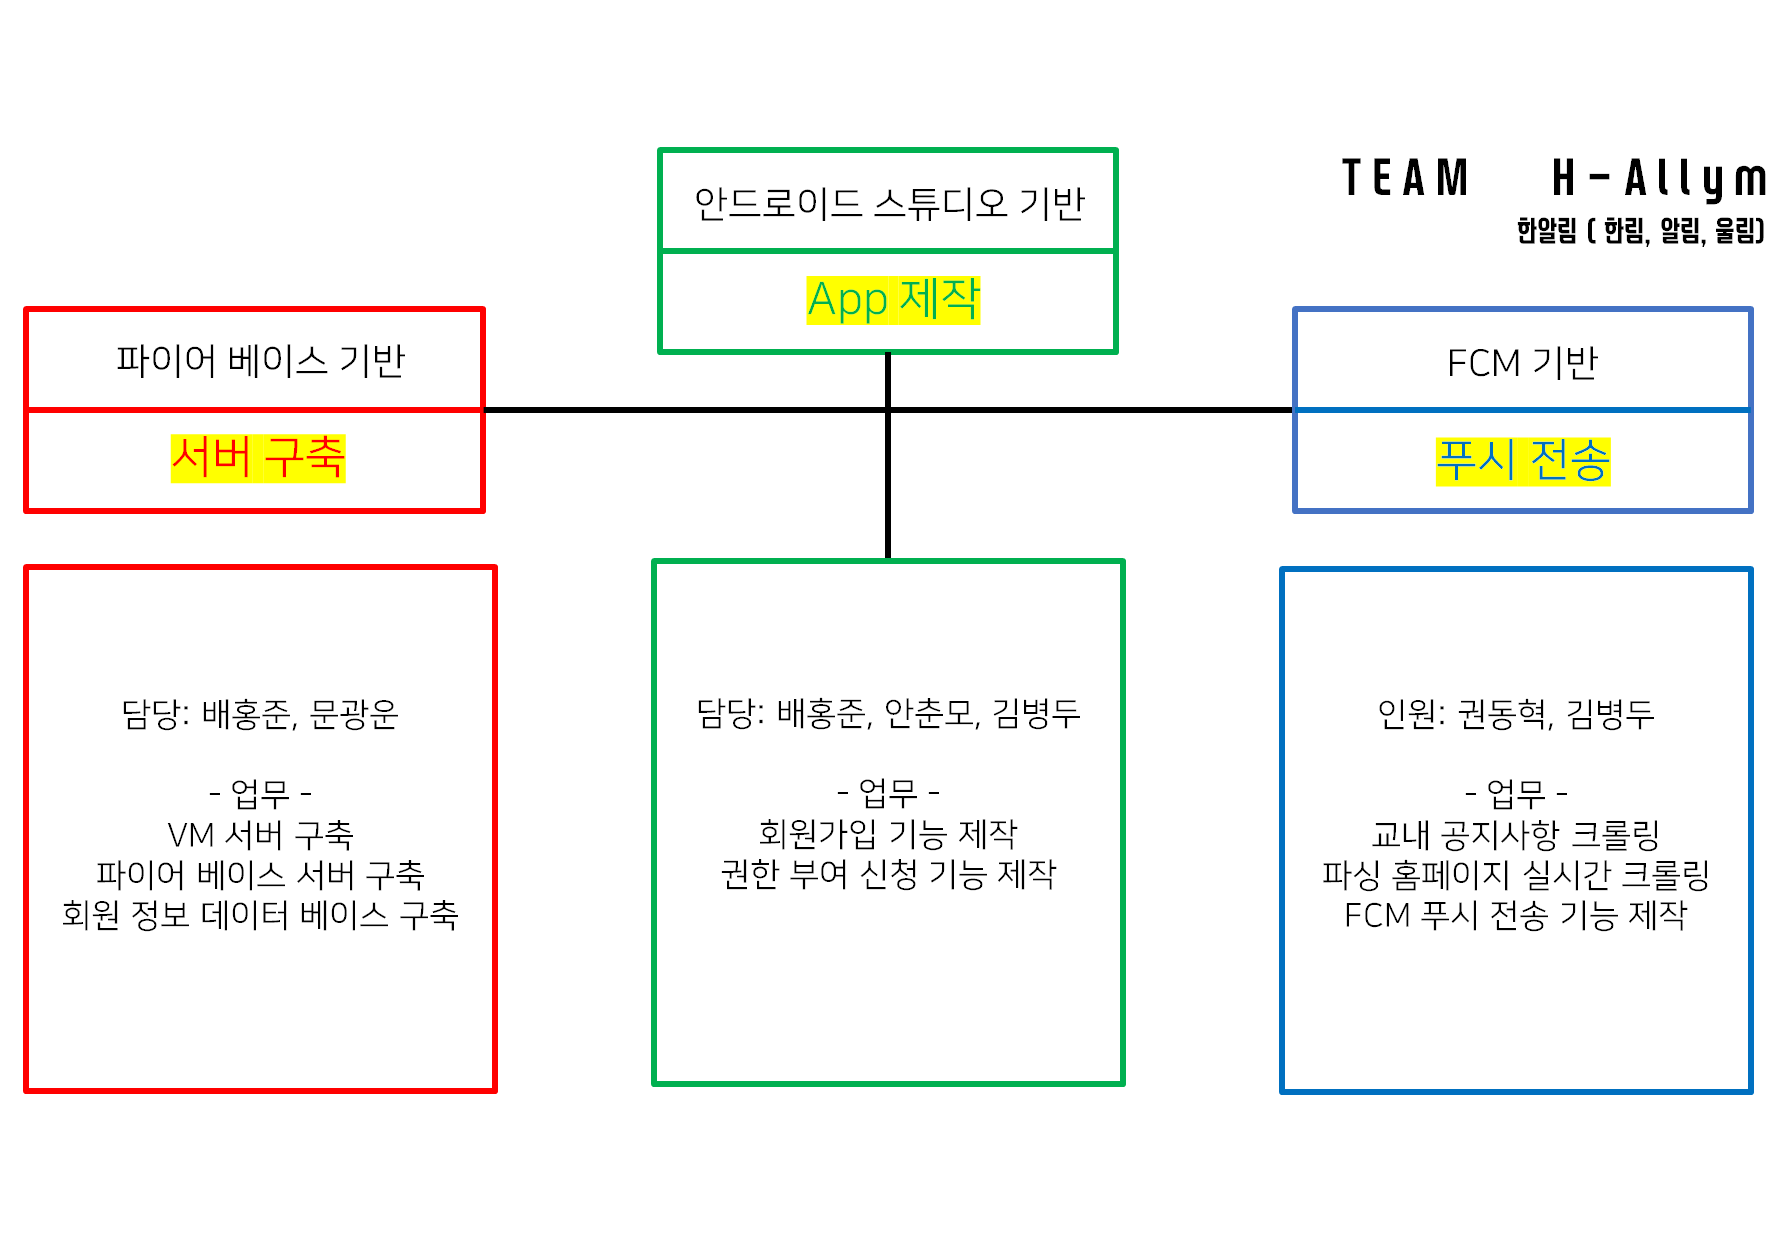 TEAM H-Allym
한알림 ( 한림, 알림, 울림)
안드로이드 스튜디오 기반
App 제작
파이어 베이스 기반
서버 구축
FCM 기반
푸시 전송
담당: 배홍준, 문광운
- 업무 -
VM 서버 구축
파이어 베이스 서버 구축
회원 정보 데이터 베이스 구축
담당: 배홍준, 안춘모, 김병두
- 업무 -
회원가입 기능 제작
권한 부여 신청 기능 제작
인원: 권동혁, 김병두
- 업무 -
교내 공지사항 크롤링
파싱 홈페이지 실시간 크롤링
FCM 푸시 전송 기능 제작